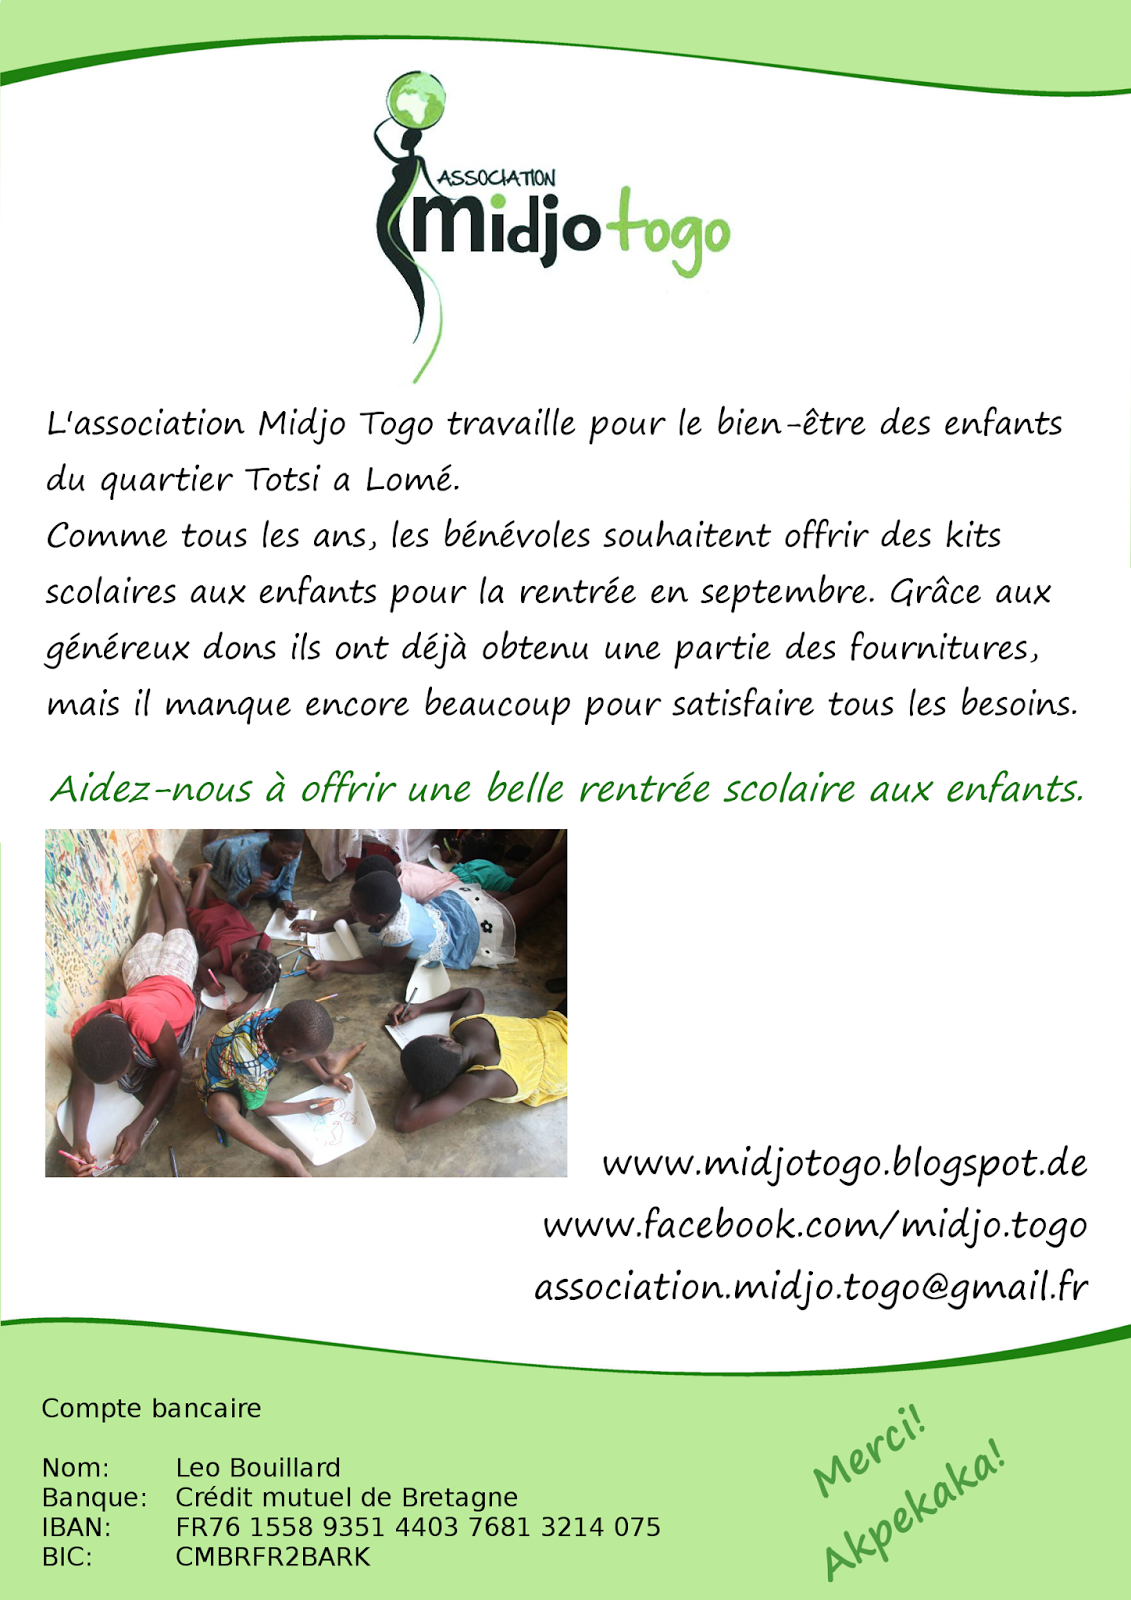 ASSOCIATION
midjo togo
L'association Midjo Togo travaille pour le bien-être des enfants
du quartier Totsi a Lomé.
Comme tous les ans, les bénévoles souhaitent offrir des kits
scolaires aux enfants pour la rentrée en septembre. Grâce aux
généreux dons ils ont déjà obtenu une partie des fournitures,
mais il manque encore beaucoup pour satisfaire tous les besoins.
Aidez-nous à offrir une belle rentrée scolaire aux enfants.
www.midjotogo.blogspot.de
www.facebook.com/midjo.togo
association.midjo.togo@gmail.fr
Compte bancaire
Nom: Leo Bouillard
Banque: Crédit mutuel de Bretagne
IBAN: FR76 1558 9351 4403 7681 3214 075
BIC: CMBRFR2BARK
Merci!
Akpekaka!